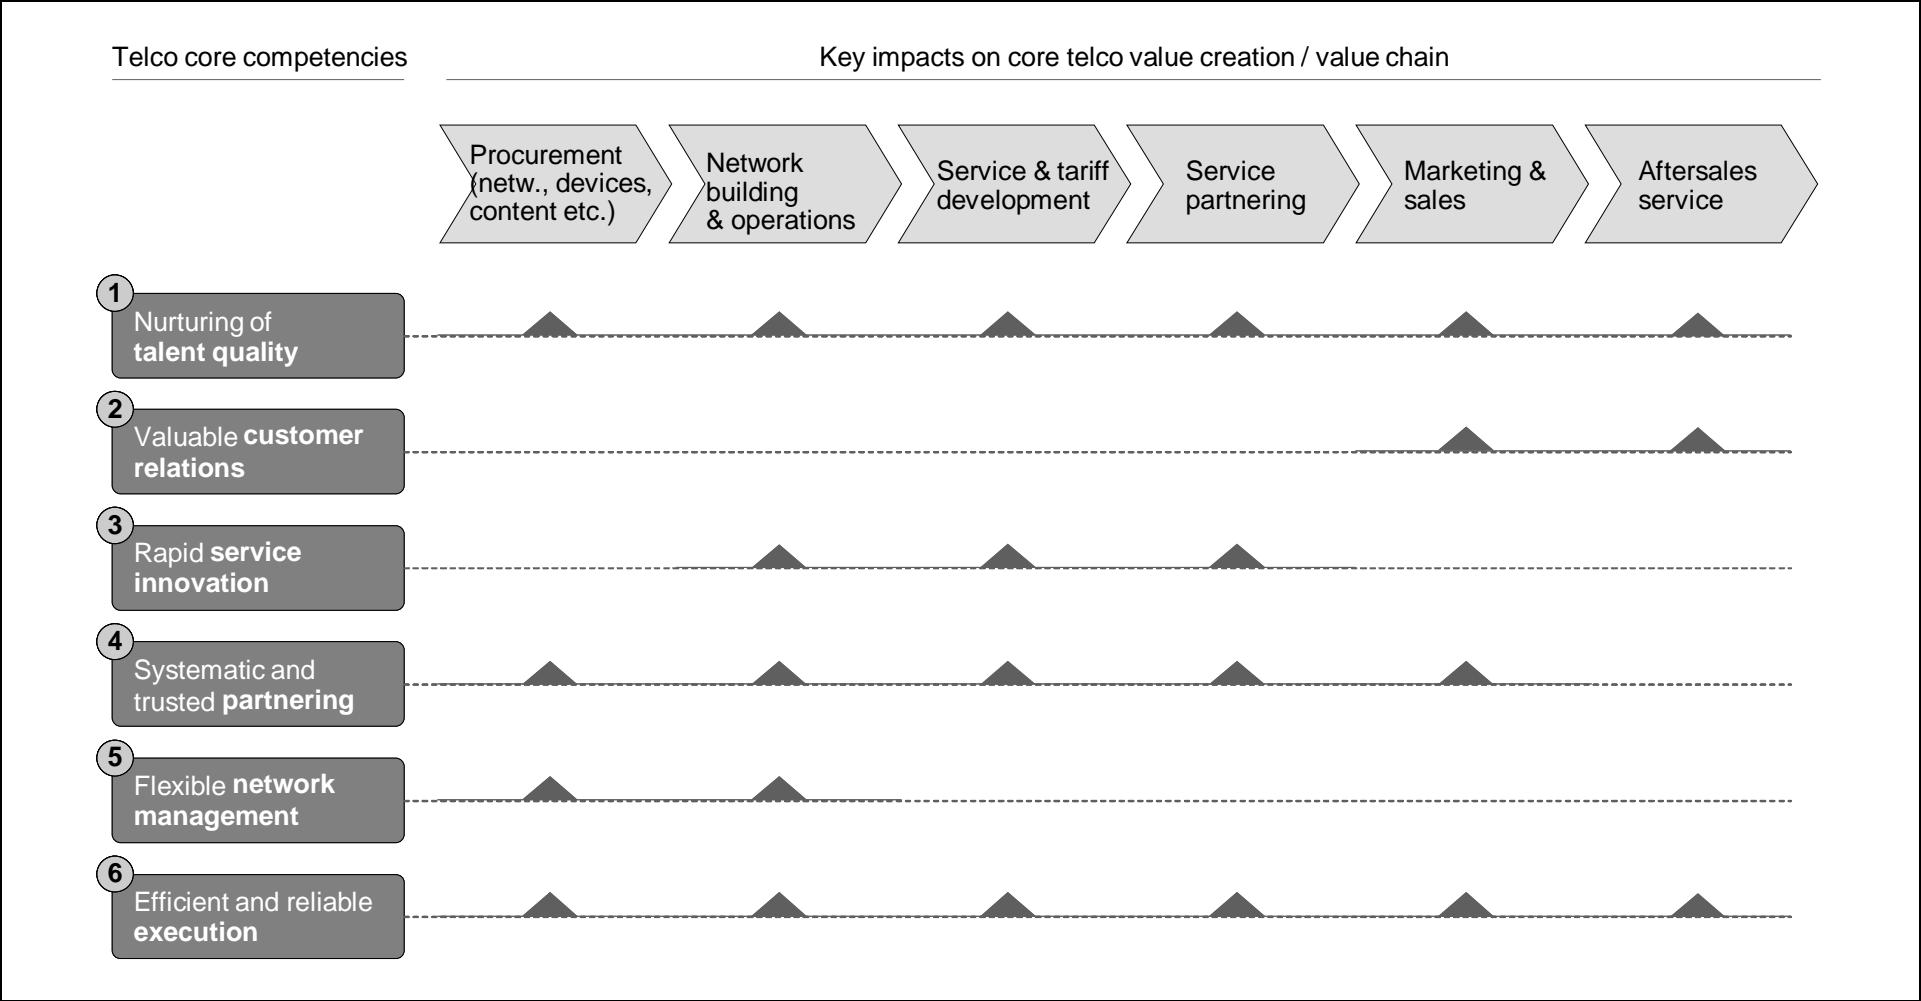 Telco core competencies
Key impacts on core telco value creation / value chain
Procurement
(netw., devices,
content etc.)
Network
building
& operations
Service & tariff
development
Service
partnering
Marketing &
sales
Aftersales
service
1
Nurturing of
talent quality
2
Valuable customer
relations
3
Rapid service
innovation
4
Systematic and
trusted partnering
5
Flexible network
management
6
Efficient and reliable
execution